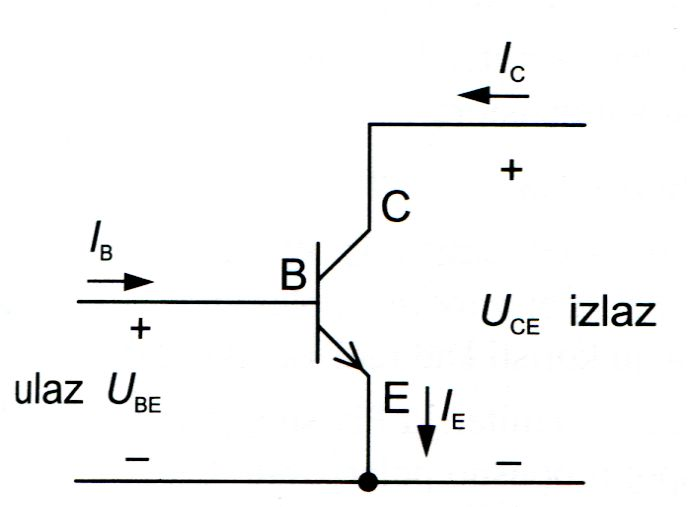 I_C
+
C
I_B
B
+
U_CE izlaz
ulaz U_BE
E
I_E
–
–